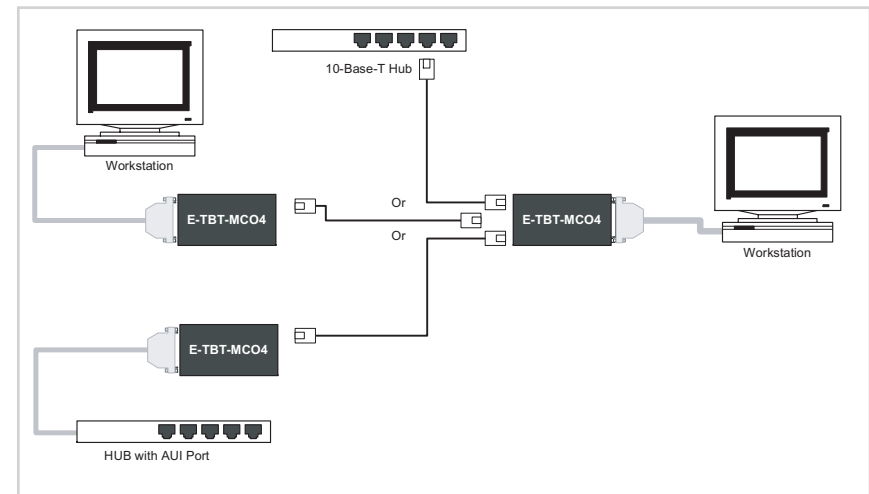 10-Base-T Hub
Workstation
Or
E-TBT-MCO4
E-TBT-MCO4
Or
Workstation
E-TBT-MCO4
HUB with AUI Port